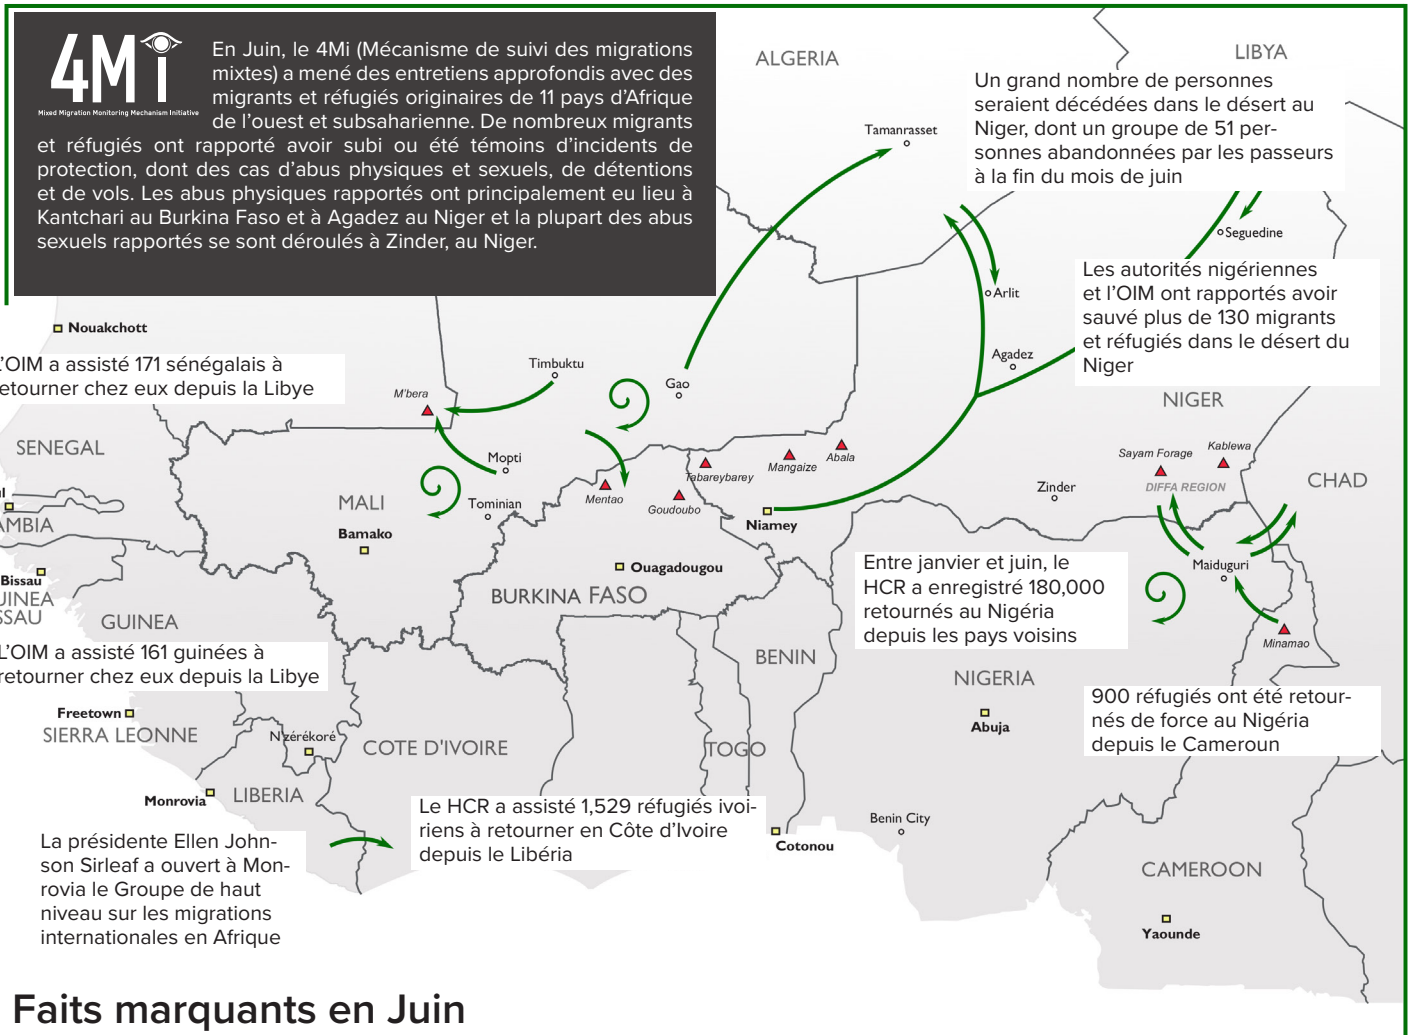 4Mi
Mixed Migration Monitoring Mechanism Initiative
En Juin, le 4Mi (Mécanisme de suivi des migrations
mixtes) a mené des entretiens approfondis avec des
migrants et réfugiés originaires de 11 pays d'Afrique
de l'ouest et subsaharienne. De nombreux migrants
et réfugiés ont rapporté avoir subi ou été témoins d'incidents de
protection, dont des cas d'abus physiques et sexuels, de détentions
et de vols. Les abus physiques rapportés ont principalement eu lieu à
Kantchari au Burkina Faso et à Agadez au Niger et la plupart des abus
sexuels rapportés se sont déroulés à Zinder, au Niger.
ALGERIA
LIBYA
Un grand nombre de personnes
seraient décédées dans le désert au
Niger, dont un groupe de 51 per-
sonnes abandonnées par les passeurs
à la fin du mois de juin
Tamanrasset
Seguedine
Les autorités nigériennes
et l'OIM ont rapportés avoir
sauvé plus de 130 migrants
et réfugiés dans le désert du
Niger
Arlit
Agadez
Nouakchott
L'OIM a assisté 171 sénégalais à
retourner chez eux depuis la Libye
Timbuktu
Gao
M'bera
NIGER
SENEGAL
Mopti
Tominian
MALI
Bamako
Mentao
Tabareybarey
Goudoubo
Mangaize
Abala
Niamey
Zinder
Sayam Forage
Kablewa
DIFFA REGION
CHAD
AMBIA
Bissau
UINEA
SSAU
GUINEA
Ouagadougou
BURKINA FASO
Entre janvier et juin, le
HCR a enregistré 180,000
retournés au Nigéria
depuis les pays voisins
Maiduguri
Minamao
L'OIM a assisté 161 guinées à
retourner chez eux depuis la Libye
BENIN
NIGERIA
Abuja
900 réfugiés ont été retour-
nés de force au Nigéria
depuis le Cameroun
Freetown
SIERRA LEONNE
N'zérékoré
COTE D'IVOIRE
TOGO
Monrovia
LIBERIA
Le HCR a assisté 1,529 réfugiés ivoi-
riens à retourner en Côte d'Ivoire
depuis le Libéria
Cotonou
Benin City
La présidente Ellen John-
son Sirleaf a ouvert à Mon-
rovia le Groupe de haut
niveau sur les migrations
internationales en Afrique
CAMEROON
Yaounde
Faits marquants en Juin